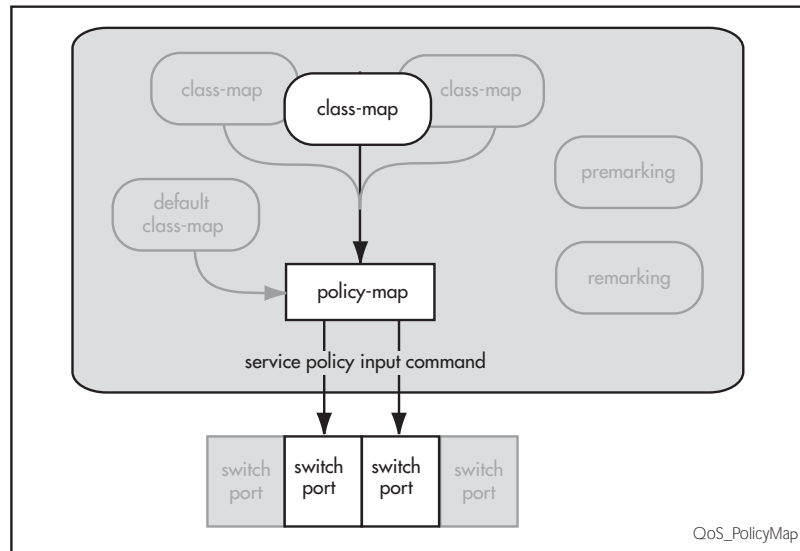 class-map
class-map
class-map
default
class-map
premarking
remarking
policy-map
service policy input command
switch
port
switch
port
switch
port
switch
port
QoS_PolicyMap